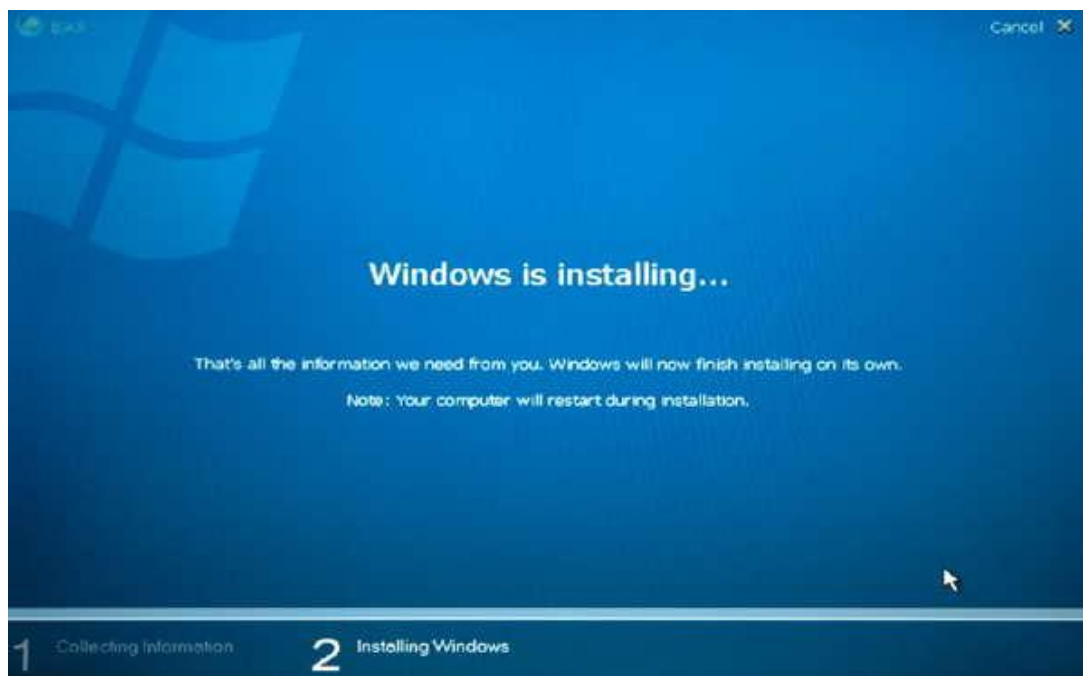 Back
Cancel
Windows is installing...
That's all the information we need from you. Windows will now finish installing on its own.
Note: Your computer will restart during installation.
1 Collecting Information
2 Installing Windows